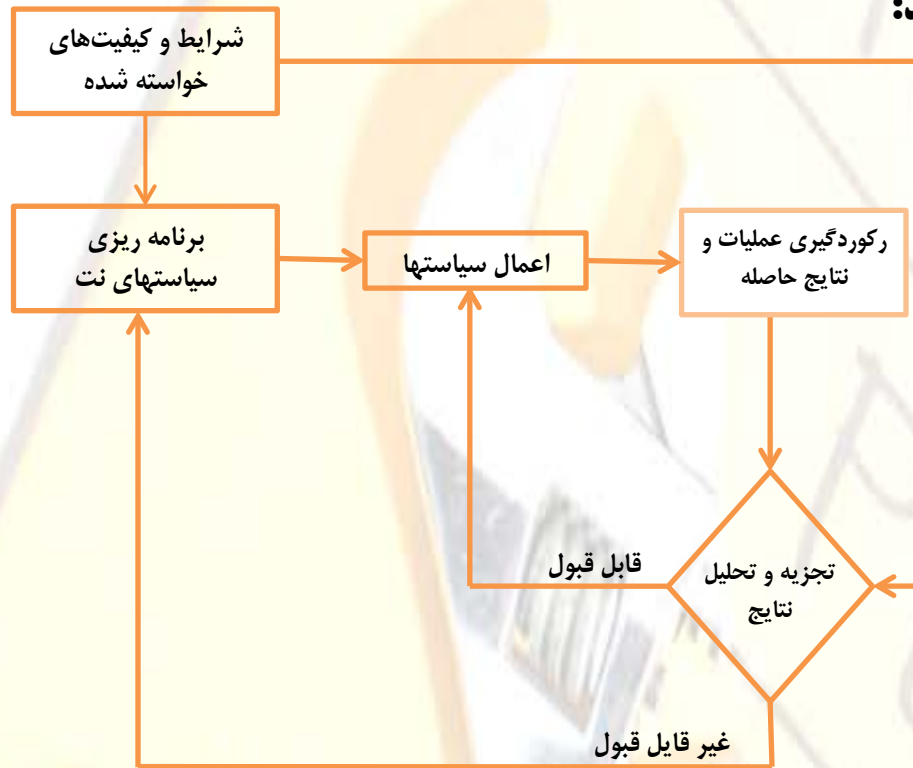 شرایط و کیفیت‌های
خواسته شده
برنامه ریزی
سیاستهای نت
اعمال سیاستها
رکوردگیری عملیات و
نتایج حاصله
تجزیه و تحلیل
نتایج
قابل قبول
غیر قایل قبول